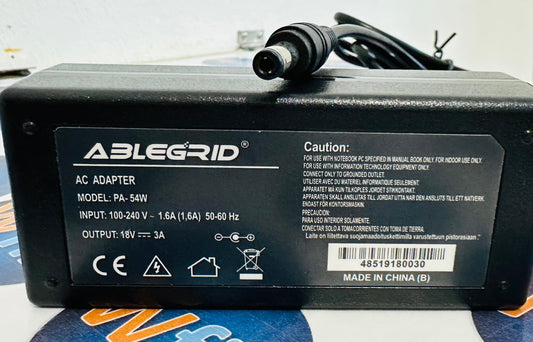 ABLEGRID®
AC ADAPTER
MODEL: PA- 54W
INPUT: 100-240 V ~ 1.6A (1,6A) 50-60 Hz
OUTPUT: 18V ⎓ 3A
CE
Caution:
FOR USE WITH NOTEBOOK PC SPECIFIED IN MANUAL BOOK ONLY, FOR INDOOR USE ONLY.
FOR USE WITH INFORMATION TECHNOLOGY EQUIPMENT ONLY.
CONNECT ONLY TO GROUNDED OUTLET.
UTILISER AVEC DU MATERIEL INFORMATIQUE SEULEMENT
APPARATET MA KUN TILKOPLES JORDET STIKKONTAKT.
APPARATEN SKALL ANSLUTAS TILL JORDAT UTTAR NAR DEN ANSLUTS TILL ETT NATVERK.
ENDAST FOR KONTORSMASKIN.
PRECAUCION:
PARA USO INTERIOR SOLAMENTE.
CONECTAR SOLO A TOMACORRIENTES CON TOMA DE TIERRA.
Laite on liitettava suojamaadoituskettimilla varustettuun pistorasiaan.
48519180030
MADE IN CHINA (B)